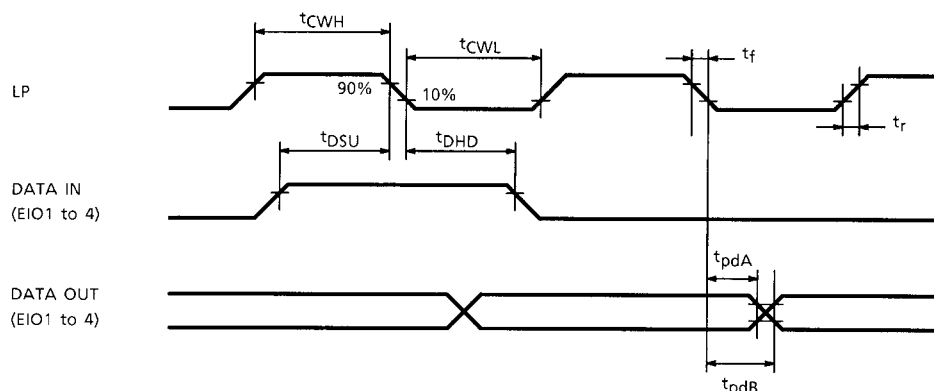 tCWH
tCWL
tf
LP
90%
10%
tr
tDSU
tDHD
DATA IN
(EIO1 to 4)
tpdA
DATA OUT
(EIO1 to 4)
tpdB